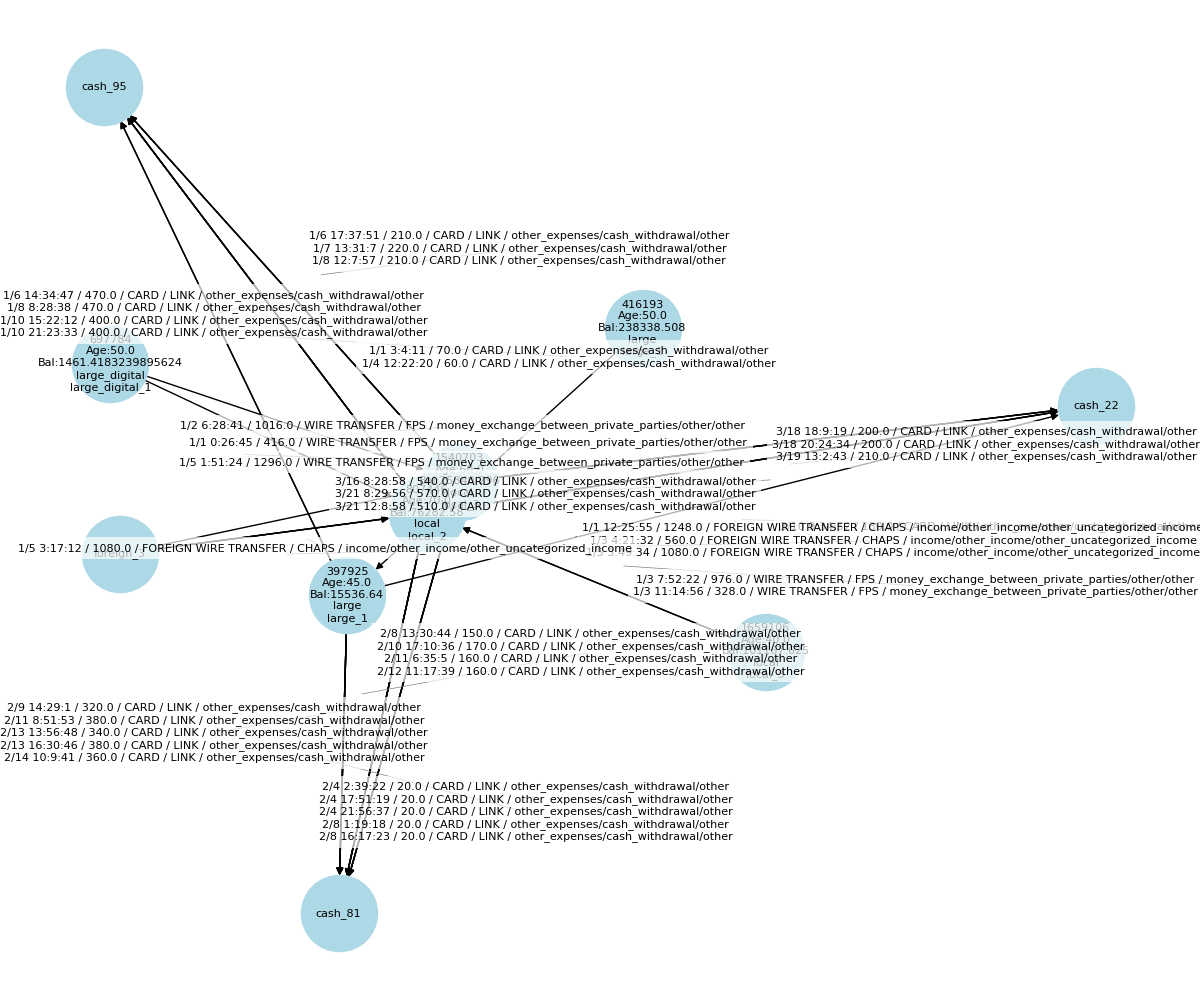 cash_95
1/6 17:37:51 / 210.0 / CARD / LINK / other_expenses/cash_withdrawal/other
1/7 13:31:7 / 220.0 / CARD / LINK / other_expenses/cash_withdrawal/other
1/8 12:7:57 / 210.0 / CARD / LINK / other_expenses/cash_withdrawal/other
1/6 14:34:47 / 470.0 / CARD / LINK / other_expenses/cash_withdrawal/other
1/8 8:28:38 / 470.0 / CARD / LINK / other_expenses/cash_withdrawal/other
1/10 15:22:12 / 400.0 / CARD / LINK / other_expenses/cash_withdrawal/other
1/10 21:23:33 / 400.0 / CARD / LINK / other_expenses/cash_withdrawal/other
697784
Age:50.0
Bal:1461.4183239895624
large_digital
large_digital_1
416193
Age:50.0
Bal:238338.508
large
1/1 3:4:11 / 70.0 / CARD / LINK / other_expenses/cash_withdrawal/other
1/4 12:22:20 / 60.0 / CARD / LINK / other_expenses/cash_withdrawal/other
cash_22
1/2 6:28:41 / 1016.0 / WIRE TRANSFER / FPS / money_exchange_between_private_parties/other/other
1/1 0:26:45 / 416.0 / WIRE TRANSFER / FPS / money_exchange_between_private_parties/other/other
1/5 1:51:24 / 1296.0 / WIRE TRANSFER / FPS / money_exchange_between_private_parties/other/other
3/18 18:9:19 / 200.0 / CARD / LINK / other_expenses/cash_withdrawal/other
3/18 20:24:34 / 200.0 / CARD / LINK / other_expenses/cash_withdrawal/other
3/19 13:2:43 / 210.0 / CARD / LINK / other_expenses/cash_withdrawal/other
1540703
3/16 8:28:58 / 540.0 / CARD / LINK / other_expenses/cash_withdrawal/other
3/21 8:29:56 / 570.0 / CARD / LINK / other_expenses/cash_withdrawal/other
3/21 12:8:58 / 510.0 / CARD / LINK / other_expenses/cash_withdrawal/other
Bal:76282.58
local
local_2
1/1 12:25:55 / 1248.0 / FOREIGN WIRE TRANSFER / CHAPS / income/other_income/other_uncategorized_income
1/3 4:21:32 / 560.0 / FOREIGN WIRE TRANSFER / CHAPS / income/other_income/other_uncategorized_income
/ 1080.0 / FOREIGN WIRE TRANSFER / CHAPS / income/other_income/other_uncategorized_income
1/5 3:17:12 / 1080.0 / FOREIGN WIRE TRANSFER / CHAPS / income/other_income/other_uncategorized_income
foreign_3
397925
Age:45.0
Bal:15536.64
large
large_1
1/3 7:52:22 / 976.0 / WIRE TRANSFER / FPS / money_exchange_between_private_parties/other/other
1/3 11:14:56 / 328.0 / WIRE TRANSFER / FPS / money_exchange_between_private_parties/other/other
1659106
2/8 13:30:44 / 150.0 / CARD / LINK / other_expenses/cash_withdrawal/other
2/10 17:10:36 / 170.0 / CARD / LINK / other_expenses/cash_withdrawal/other
2/11 6:35:5 / 160.0 / CARD / LINK / other_expenses/cash_withdrawal/other
2/12 11:17:39 / 160.0 / CARD / LINK / other_expenses/cash_withdrawal/other
2/9 14:29:1 / 320.0 / CARD / LINK / other_expenses/cash_withdrawal/other
2/11 8:51:53 / 380.0 / CARD / LINK / other_expenses/cash_withdrawal/other
2/13 13:56:48 / 340.0 / CARD / LINK / other_expenses/cash_withdrawal/other
2/13 16:30:46 / 380.0 / CARD / LINK / other_expenses/cash_withdrawal/other
2/14 10:9:41 / 360.0 / CARD / LINK / other_expenses/cash_withdrawal/other
2/4 2:39:22 / 20.0 / CARD / LINK / other_expenses/cash_withdrawal/other
2/4 17:51:19 / 20.0 / CARD / LINK / other_expenses/cash_withdrawal/other
2/4 21:56:37 / 20.0 / CARD / LINK / other_expenses/cash_withdrawal/other
2/8 1:19:18 / 20.0 / CARD / LINK / other_expenses/cash_withdrawal/other
2/8 16:17:23 / 20.0 / CARD / LINK / other_expenses/cash_withdrawal/other
cash_81